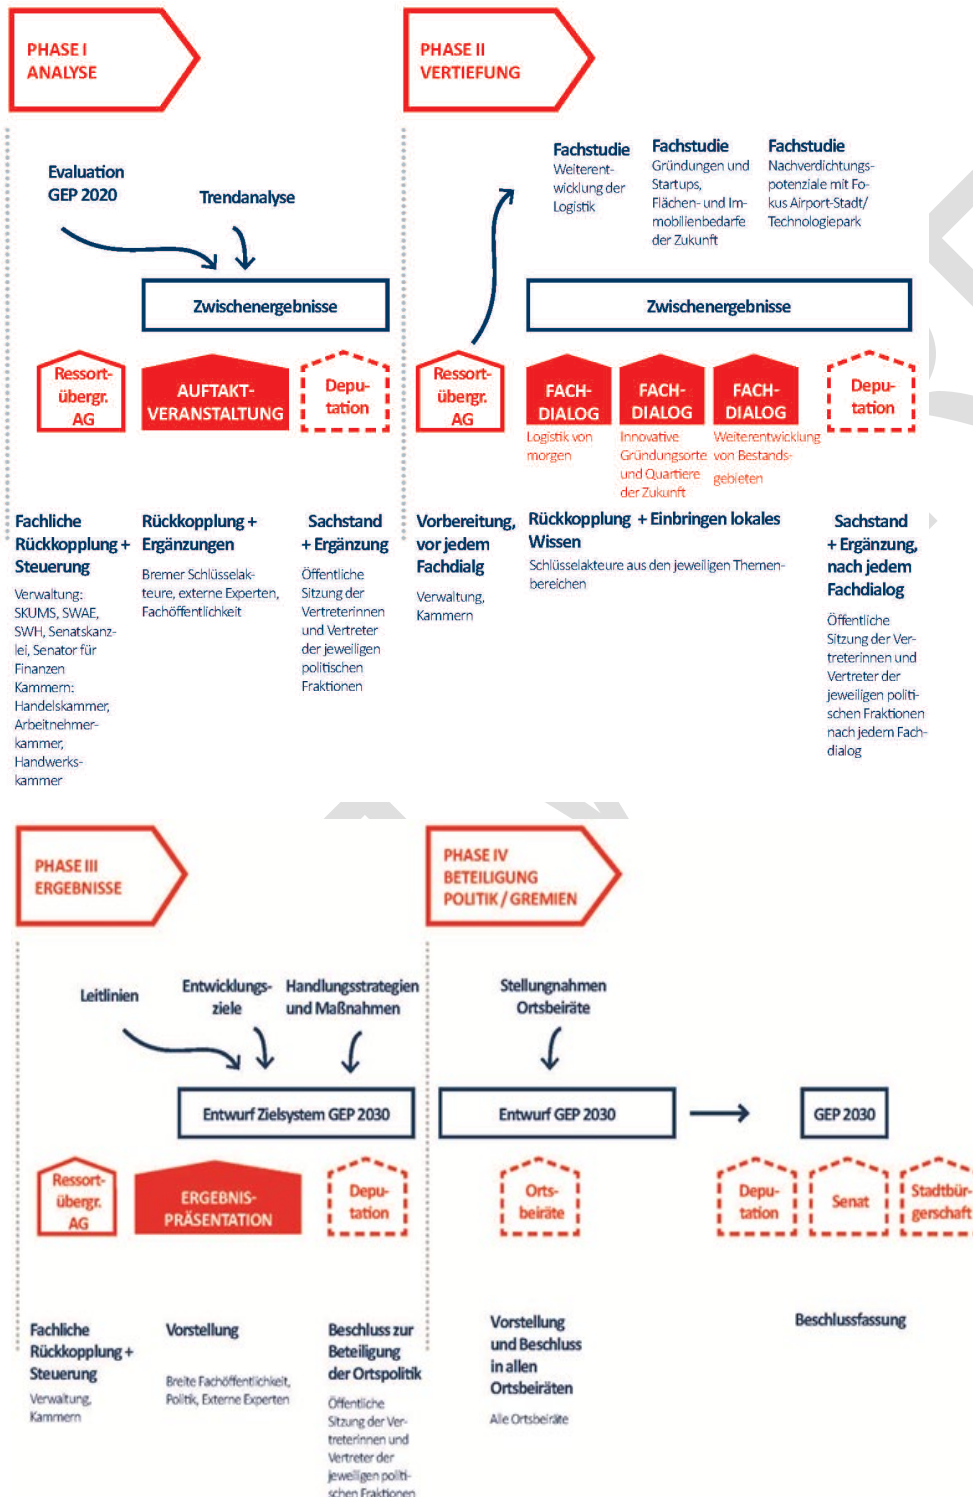 PHASE I
ANALYSE
PHASE II
VERTIEFUNG
Evaluation
GEP 2020
Trendanalyse
Fachstudie
Weiterent-
wicklung der
Logistik
Fachstudie
Gründungen und
Startups,
Flächen- und Im-
mobilienbedarfe
der Zukunft
Fachstudie
Nachverdichtungs-
potenziale mit Fo-
kus Airport-Stadt/
Technologiepark
Zwischenergebnisse
Zwischenergebnisse
Ressort-
übergr.
AG
AUFTAKT-
VERANSTALTUNG
Depu-
tation
Ressort-
übergr.
AG
FACH-
DIALOG
Logistik von
morgen
FACH-
DIALOG
Innovative
Gründungsorte
und Quartiere
der Zukunft
FACH-
DIALOG
Weiterentwicklung
von Bestands-
gebieten
Depu-
tation
Fachliche
Rückkopplung +
Steuerung
Verwaltung:
SKUMS, SWAE,
SWH, Senatskanz-
lei, Senator für
Finanzen
Kammern:
Handelskammer,
Arbeitnehmer-
kammer,
Handwerks-
kammer
Rückkopplung +
Ergänzungen
Bremer Schlüsselak-
teure, externe Experten,
Fachöffentlichkeit
Sachstand
+ Ergänzung
Öffentliche
Sitzung der
Vertreterinnen
und Vertreter
der jeweiligen
politischen
Fraktionen
Vorbereitung,
vor jedem
Fachdialg
Verwaltung,
Kammern
Rückkopplung + Einbringen lokales
Wissen
Schlüsselakteure aus den jeweiligen Themen-
bereichen
Sachstand
+ Ergänzung,
nach jedem
Fachdialog
Öffentliche
Sitzung der Ver-
treterinnen und
Vertreter der
jeweiligen politi-
schen Fraktionen
nach jedem Fach-
dialog
PHASE III
ERGEBNISSE
PHASE IV
BETEILIGUNG
POLITIK / GREMIEN
Leitlinien
Entwicklungs-
ziele
Handlungsstrategien
und Maßnahmen
Stellungnahmen
Ortsbeiräte
Entwurf Zielsystem GEP 2030
Entwurf GEP 2030
GEP 2030
Ressort-
übergr.
AG
ERGEBNIS-
PRÄSENTATION
Depu-
tation
Orts-
beiräte
Depu-
tation
Senat
Stadtbür-
gerschaft
Fachliche
Rückkopplung +
Steuerung
Verwaltung,
Kammern
Vorstellung
Breite Fachöffentlichkeit,
Politik, Externe Experten
Beschluss zur
Beteiligung
der Ortspolitik
Öffentliche
Sitzung der Ver-
treterinnen und
Vertreter der
jeweiligen politi-
schen Fraktionen
Vorstellung
und Beschluss
in allen
Ortsbeiräten
Alle Ortsbeiräte
Beschlussfassung